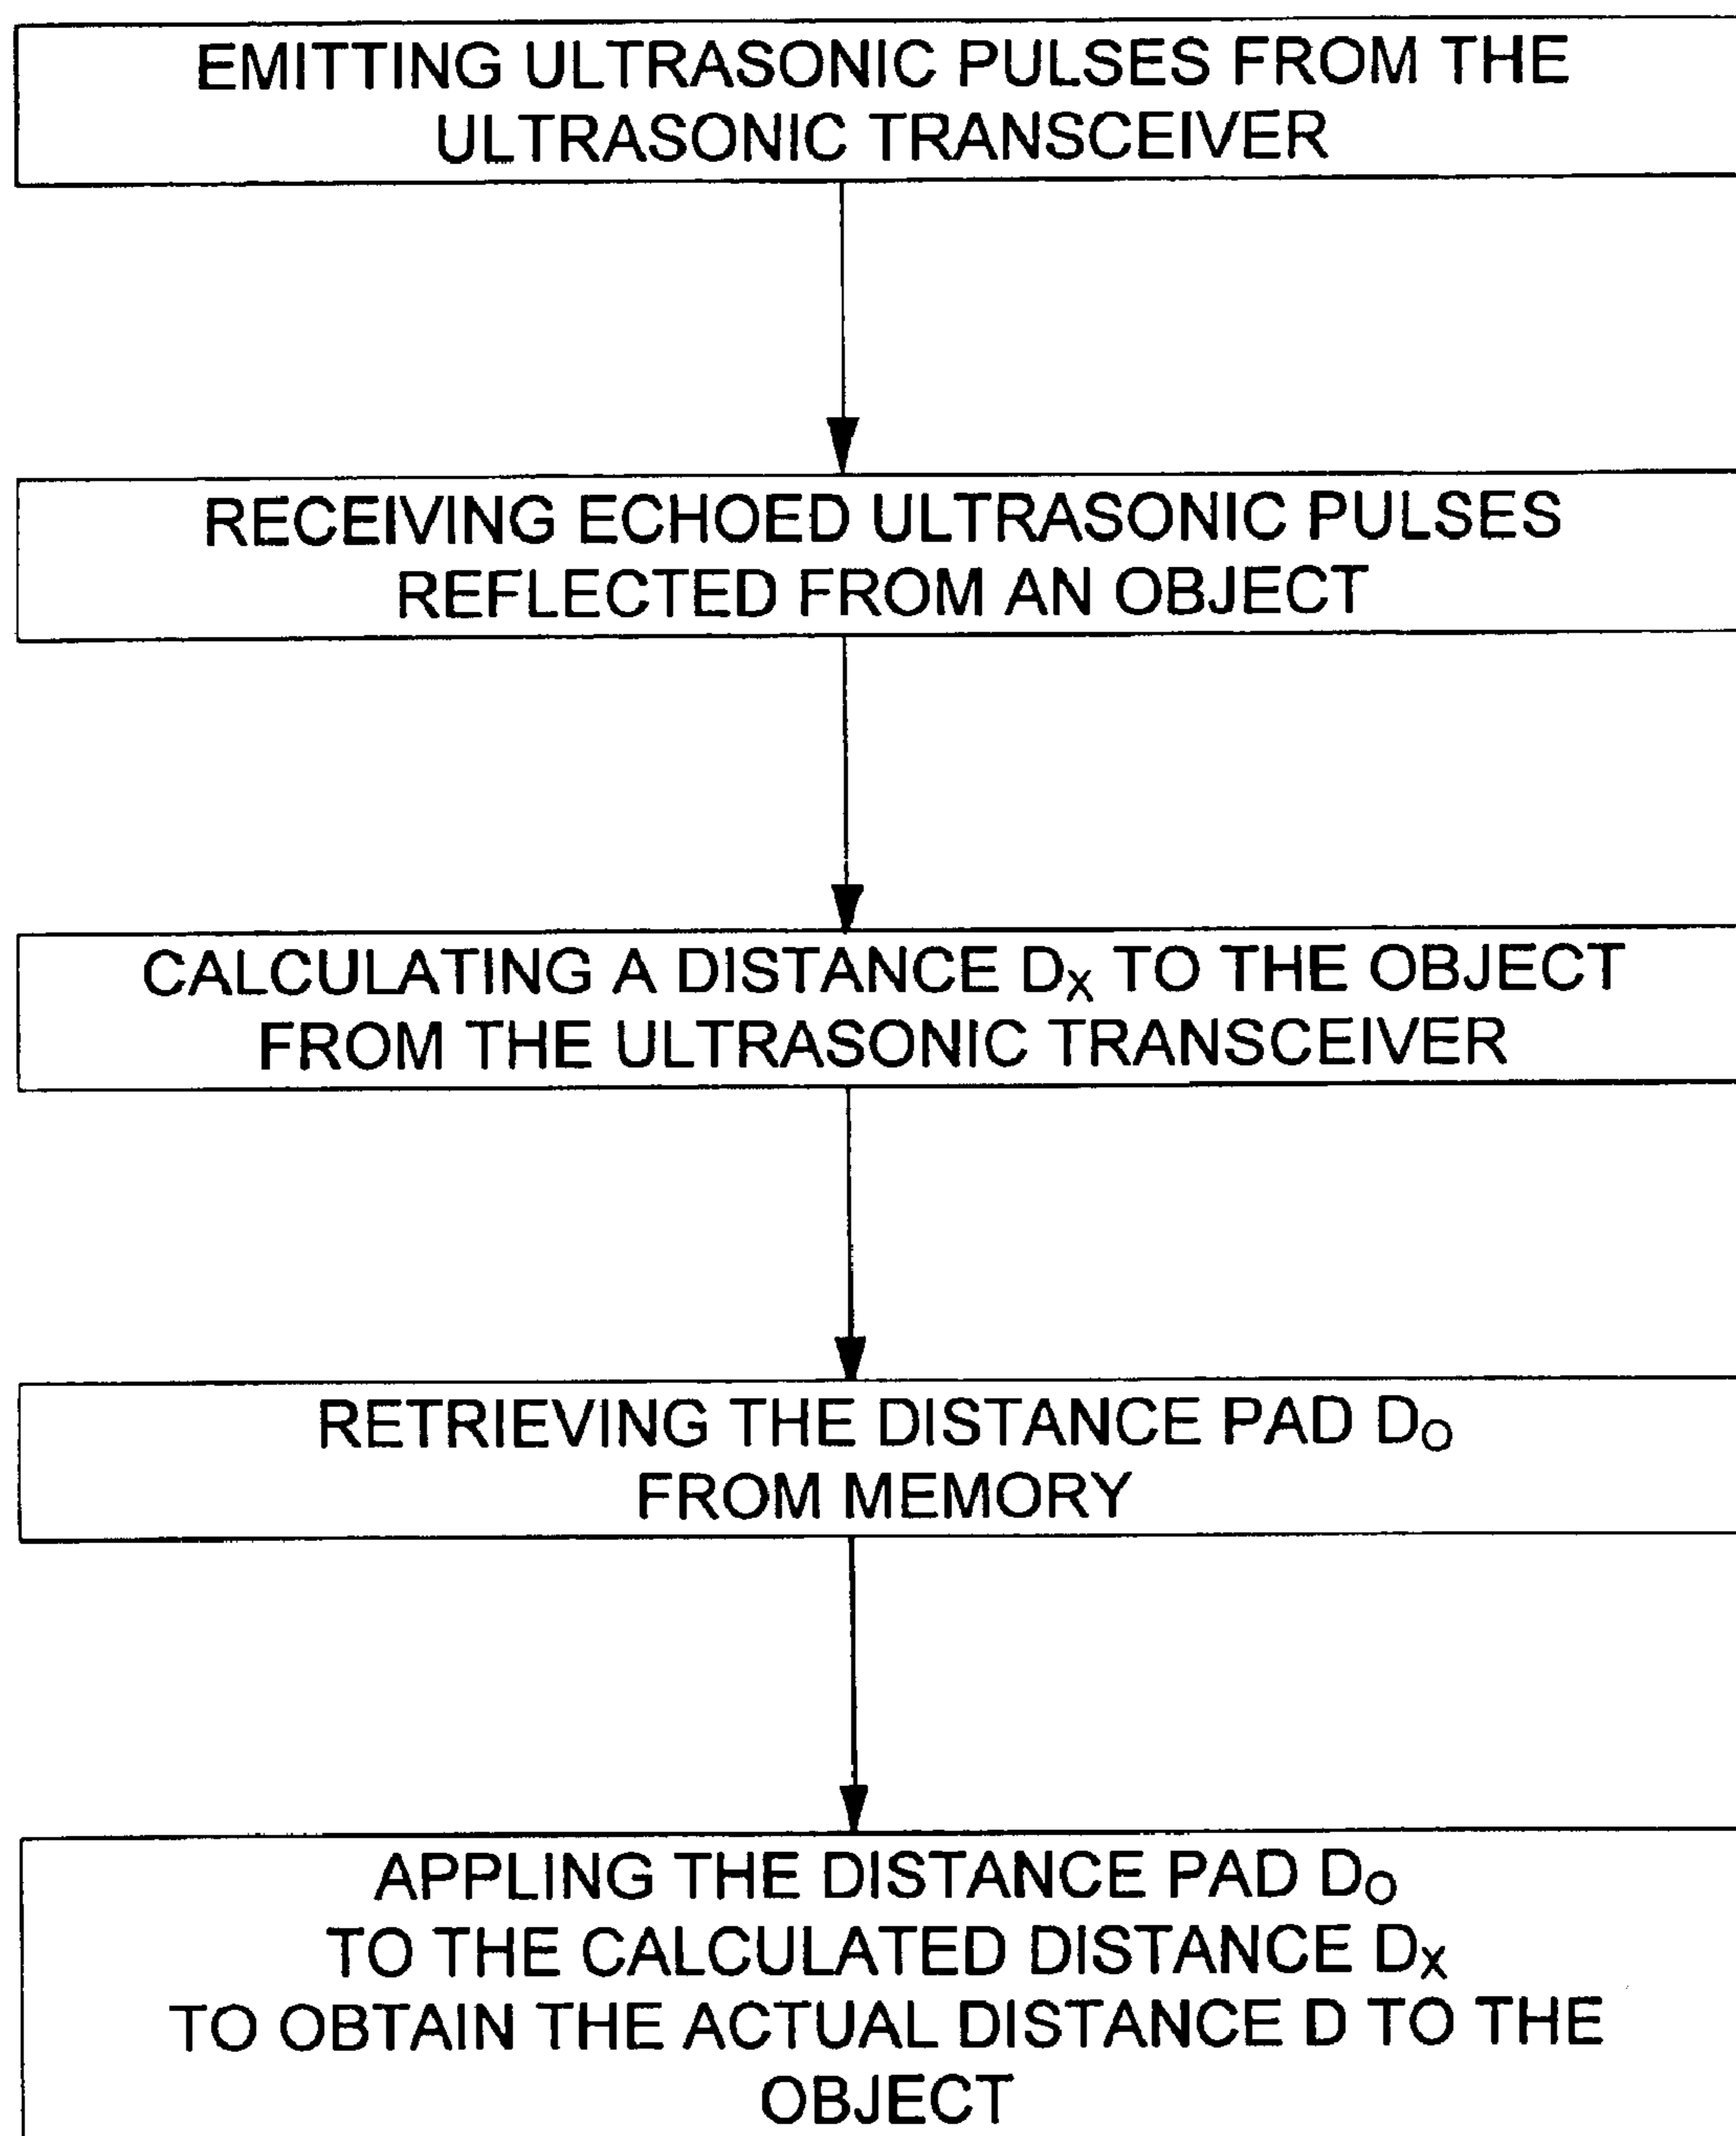 EMITTING ULTRASONIC PULSES FROM THE
ULTRASONIC TRANSCEIVER
RECEIVING ECHOED ULTRASONIC PULSES
REFLECTED FROM AN OBJECT
CALCULATING A DISTANCE Dx TO THE OBJECT
FROM THE ULTRASONIC TRANSCEIVER
RETRIEVING THE DISTANCE PAD DO
FROM MEMORY
APPLING THE DISTANCE PAD DO
TO THE CALCULATED DISTANCE Dx
TO OBTAIN THE ACTUAL DISTANCE D TO THE
OBJECT